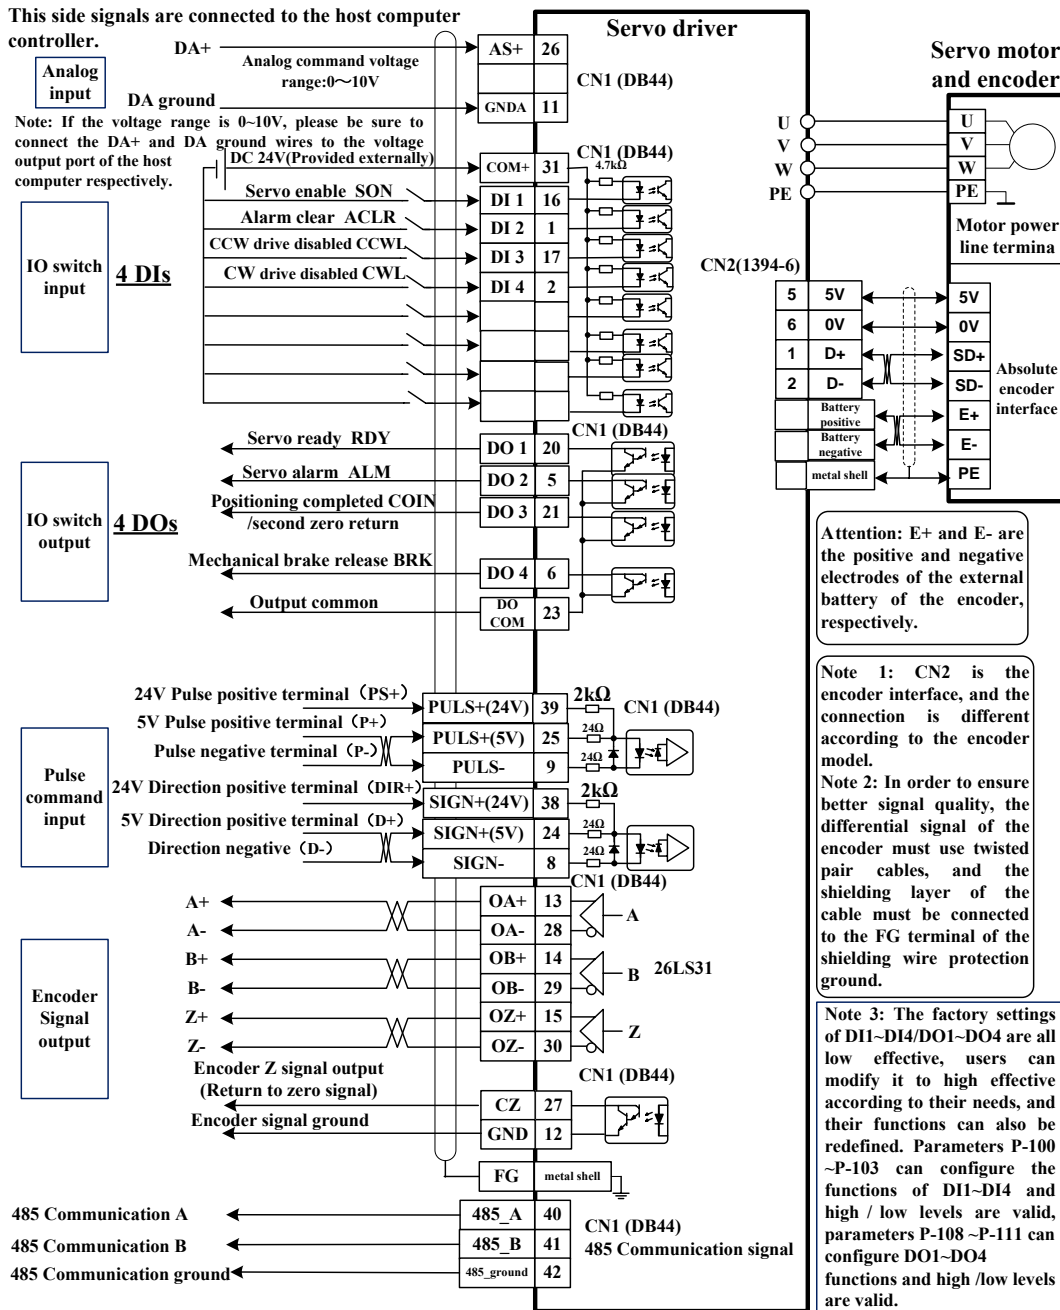 This side signals are connected to the host computer
controller.
Servo driver
Servo motor
and encoder
Analog
input
DA+
Analog command voltage
range:0～10V
DA ground
AS+ 26
GNDA 11
CN1 (DB44)
Note: If the voltage range is 0~10V, please be sure to
connect the DA+ and DA ground wires to the voltage
output port of the host
computer respectively.
DC 24V(Provided externally)
COM+ 31
CN1 (DB44)
4.7kΩ
IO switch
input
4 DIs
Servo enable SON
DI 1 16
Alarm clear ACLR
DI 2 1
CCW drive disabled CCWL
DI 3 17
CW drive disabled CWL
DI 4 2
U
V
W
PE
U
V
W
PE
Motor power
line termina
CN2(1394-6)
5 5V 5V
6 0V 0V
1 D+ SD+
2 D- SD-
Battery
positive
E+
Battery
negative
E-
metal shell
PE
Absolute
encoder
interface
IO switch
output
4 DOs
CN1 (DB44)
Servo ready RDY
DO 1 20
Servo alarm ALM
DO 2 5
Positioning completed COIN
/second zero return
DO 3 21
Mechanical brake release BRK
DO 4 6
Output common
DO
COM
23
Attention: E+ and E- are
the positive and negative
electrodes of the external
battery of the encoder,
respectively.
Pulse
command
input
24V Pulse positive terminal（PS+）
PULS+(24V) 39
2kΩ
CN1 (DB44)
5V Pulse positive terminal（P+）
PULS+(5V) 25
24Ω
Pulse negative terminal（P-）
PULS- 9
24Ω
24V Direction positive terminal（DIR+）
SIGN+(24V) 38
2kΩ
5V Direction positive terminal（D+）
SIGN+(5V) 24
24Ω
Direction negative（D-）
SIGN- 8
24Ω
Note 1: CN2 is the
encoder interface, and the
connection is different
according to the encoder
model.
Note 2: In order to ensure
better signal quality, the
differential signal of the
encoder must use twisted
pair cables, and the
shielding layer of the
cable must be connected
to the FG terminal of the
shielding wire protection
ground.
Encoder
Signal
output
CN1 (DB44)
A+ OA+ 13
A
A- OA- 28
B+ OB+ 14
B 26LS31
B- OB- 29
Z+ OZ+ 15
Z
Z- OZ- 30
Encoder Z signal output
(Return to zero signal)
CN1 (DB44)
CZ 27
Encoder signal ground
GND 12
FG metal shell
485 Communication A
485_A 40
485 Communication B
485_B 41
485 Communication ground
485_ground 42
CN1 (DB44)
485 Communication signal
Note 3: The factory settings
of DI1~DI4/DO1~DO4 are all
low effective, users can
modify it to high effective
according to their needs, and
their functions can also be
redefined. Parameters P-100
~P-103 can configure the
functions of DI1~DI4 and
high / low levels are valid,
parameters P-108 ~P-111 can
configure DO1~DO4
functions and high /low levels
are valid.